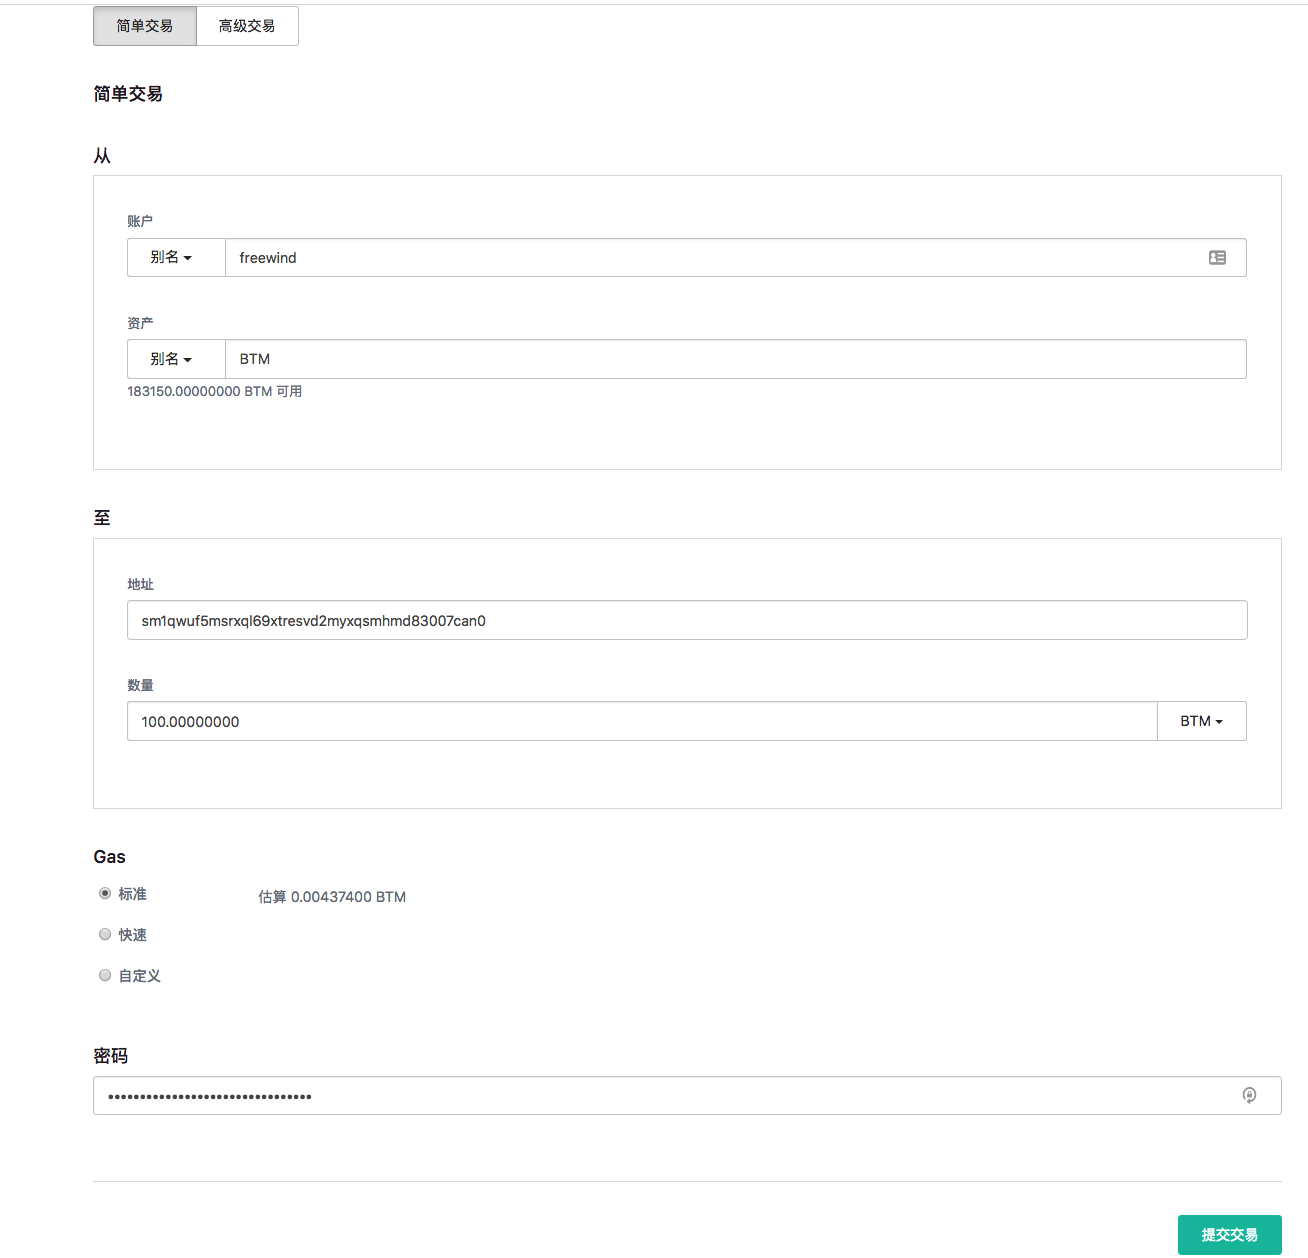 简单交易 高级交易
简单交易
从
账户
别名 freewind
资产
别名 BTM
183150.00000000 BTM 可用
至
地址
sm1qwuf5msrxql69xtresvd2myxqsmhmd83007can0
数量
100.00000000 BTM
Gas
标准 估算 0.00437400 BTM
快速
自定义
密码
••••••••••••••••••••••••••••••••
提交交易